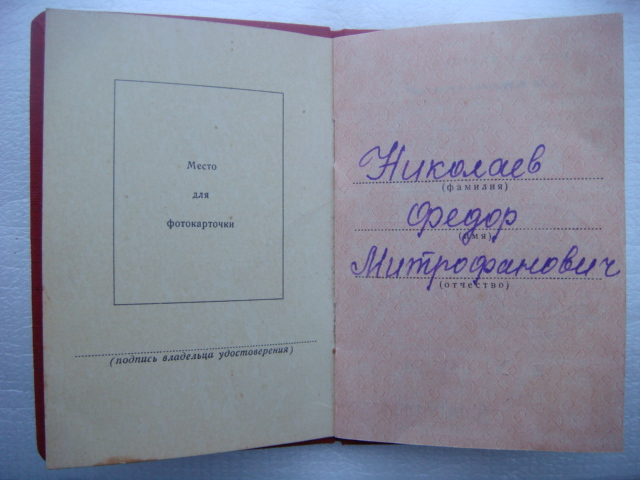 Место
для
фотокарточки
(подпись владельца удостоверения)
Николаев
(фамилия)
Федор
(имя)
Митрофанович
(отчество)